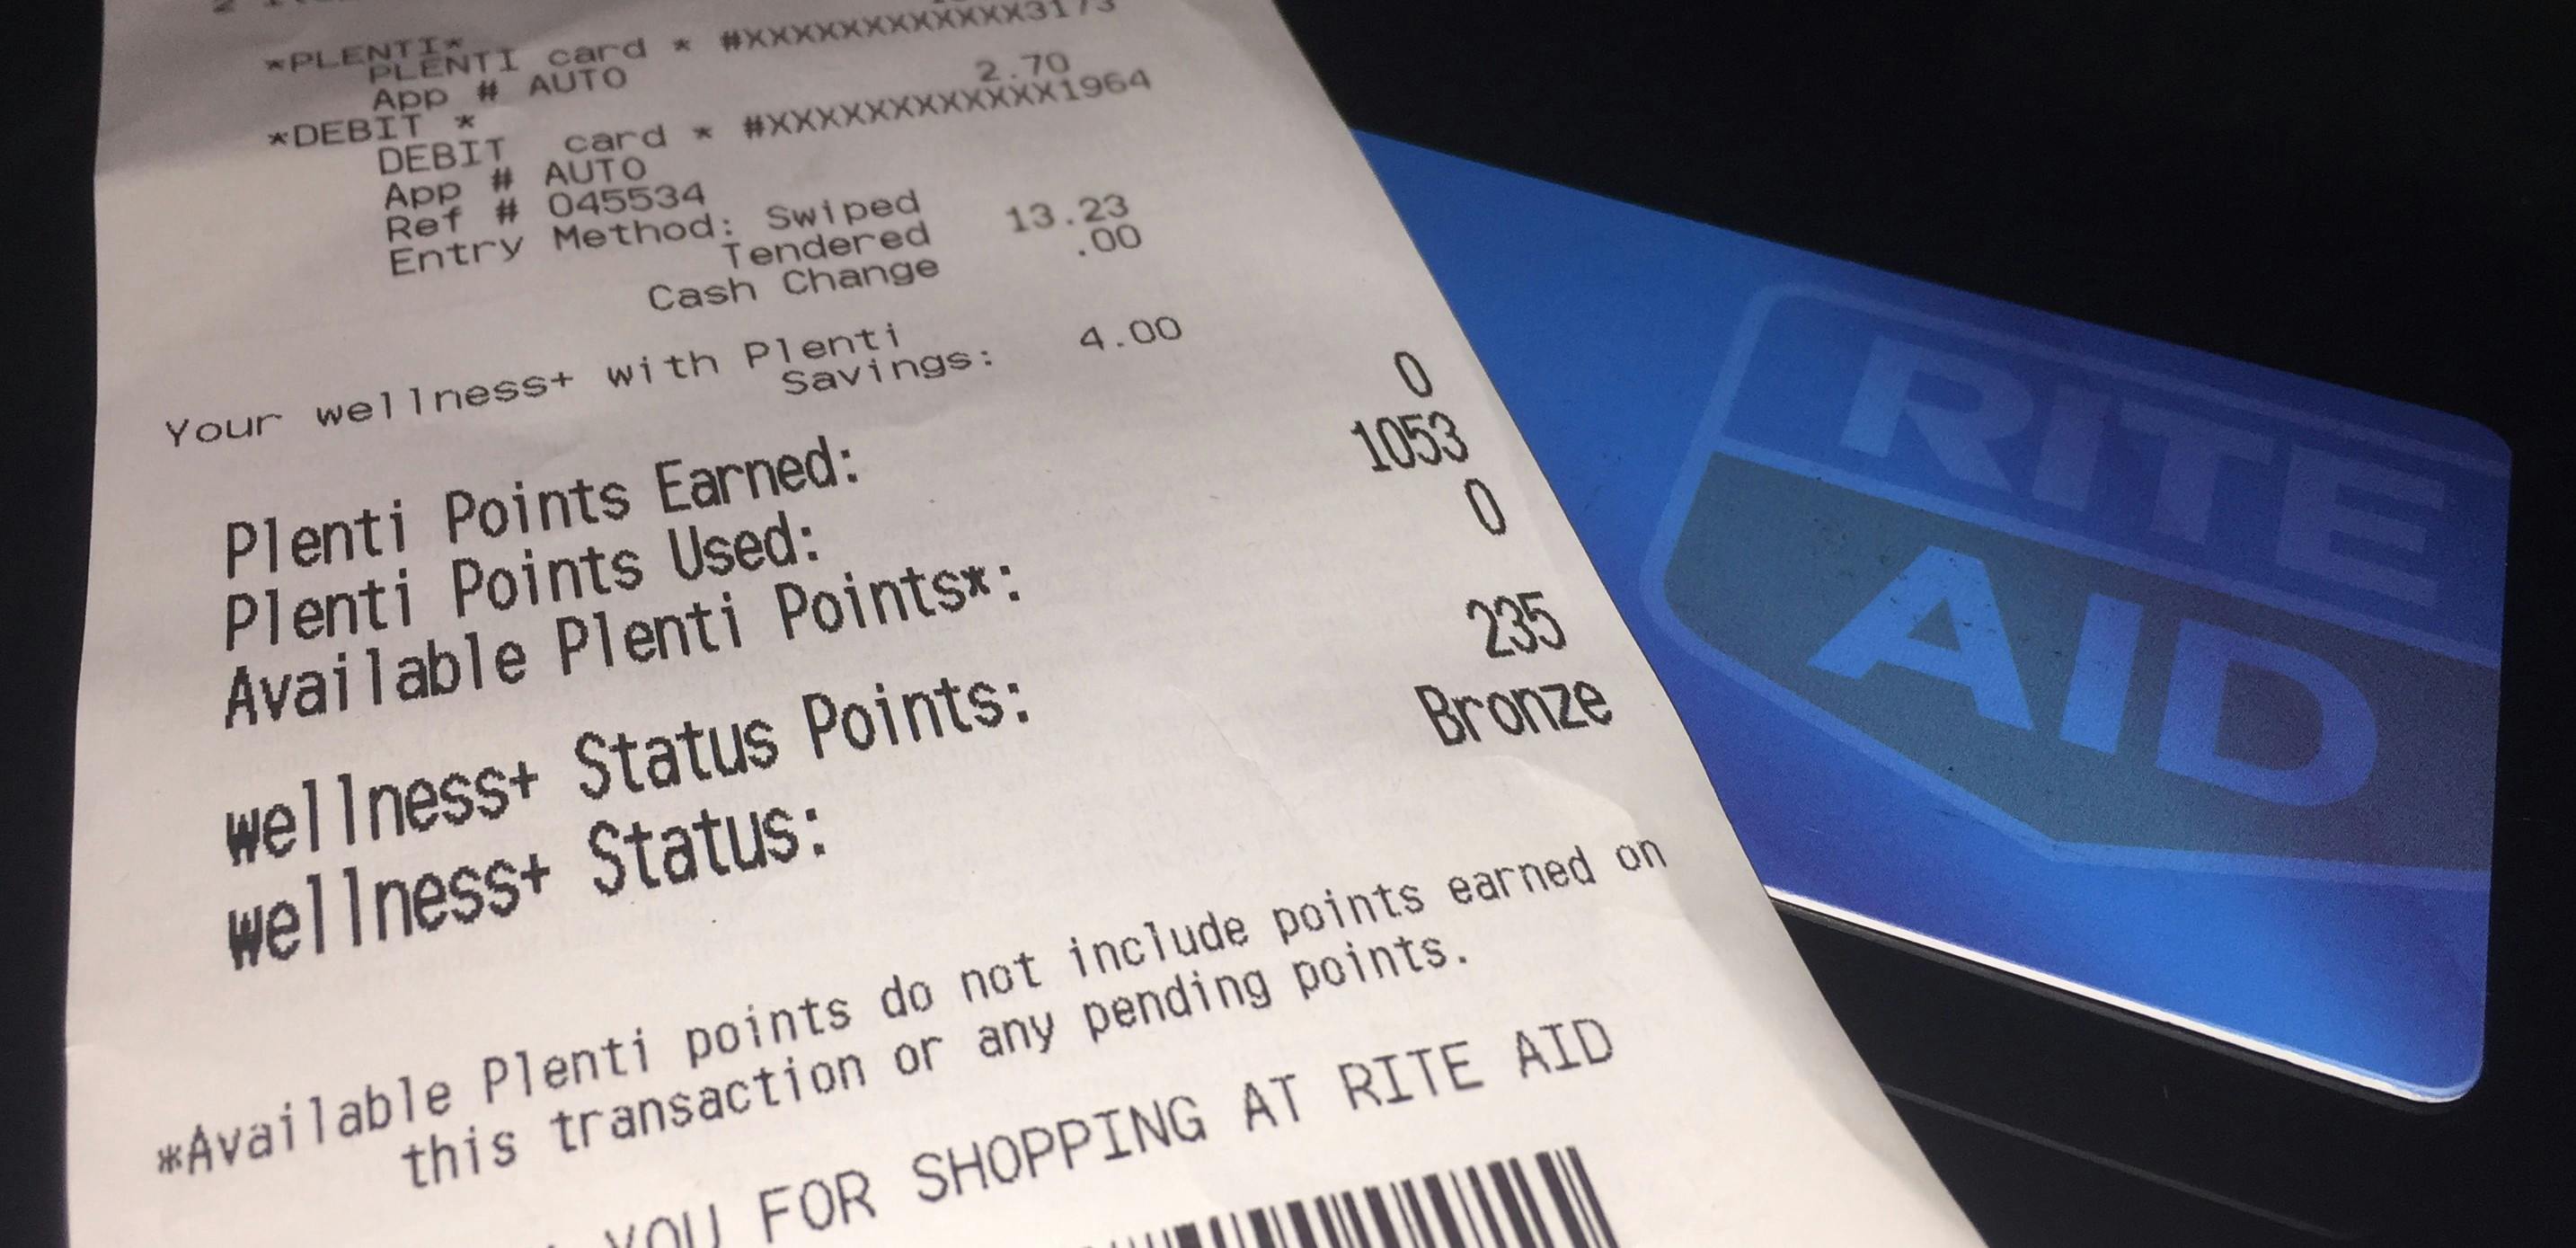 *PLENTI*
PLENTI card * #XXXXXXXXXXXX3173
App # AUTO
*DEBIT * 2.70
DEBIT card * #XXXXXXXXXXXX1964
App # AUTO
Ref # 045534
Entry Method: Swiped
Tendered 13.23
Cash Change .00
Your wellness+ with Plenti
Savings: 4.00
Plenti Points Earned: 0
Plenti Points Used: 1053
Available Plenti Points*: 0
wellness+ Status Points: 235
wellness+ Status: Bronze
*Available Plenti points do not include points earned on
this transaction or any pending points.
YOU FOR SHOPPING AT RITE AID
RITE
AID